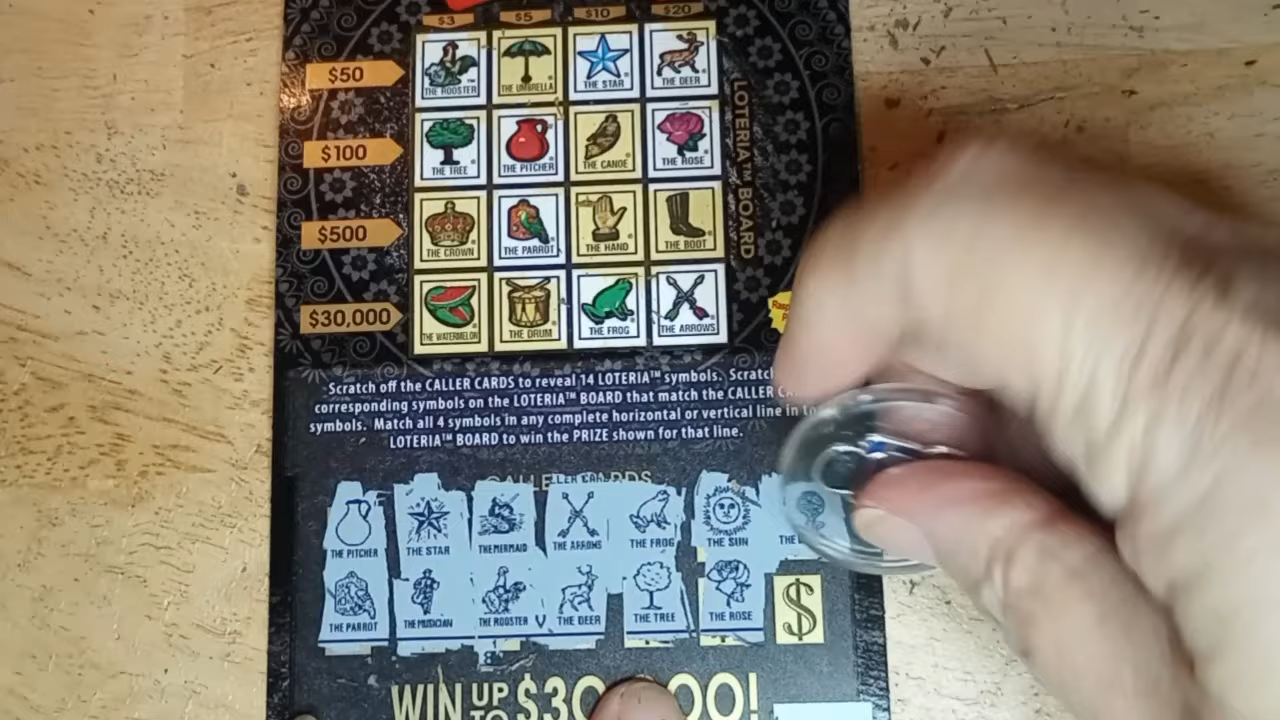 $3 $5 $10 $20
$50
THE ROOSTER™ THE UMBRELLA THE STAR THE DEER
$100
THE TREE THE PITCHER THE CANOE THE ROSE
$500
THE CROWN THE PARROT THE HAND THE BOOT
$30,000
THE WATERMELON THE DRUM THE FROG THE ARROWS
LOTERIA™ BOARD
Scratch off the CALLER CARDS to reveal 14 LOTERIA™ symbols. Scratch
corresponding symbols on the LOTERIA™ BOARD that match the CALLER
symbols. Match all 4 symbols in any complete horizontal or vertical line in
LOTERIA™ BOARD to win the PRIZE shown for that line.
THE PITCHER THE STAR THE MERMAID THE ARROWS THE FROG THE SUN THE
THE PARROT THE MUSICIAN THE ROOSTER THE DEER THE TREE THE ROSE $
WIN UP TO